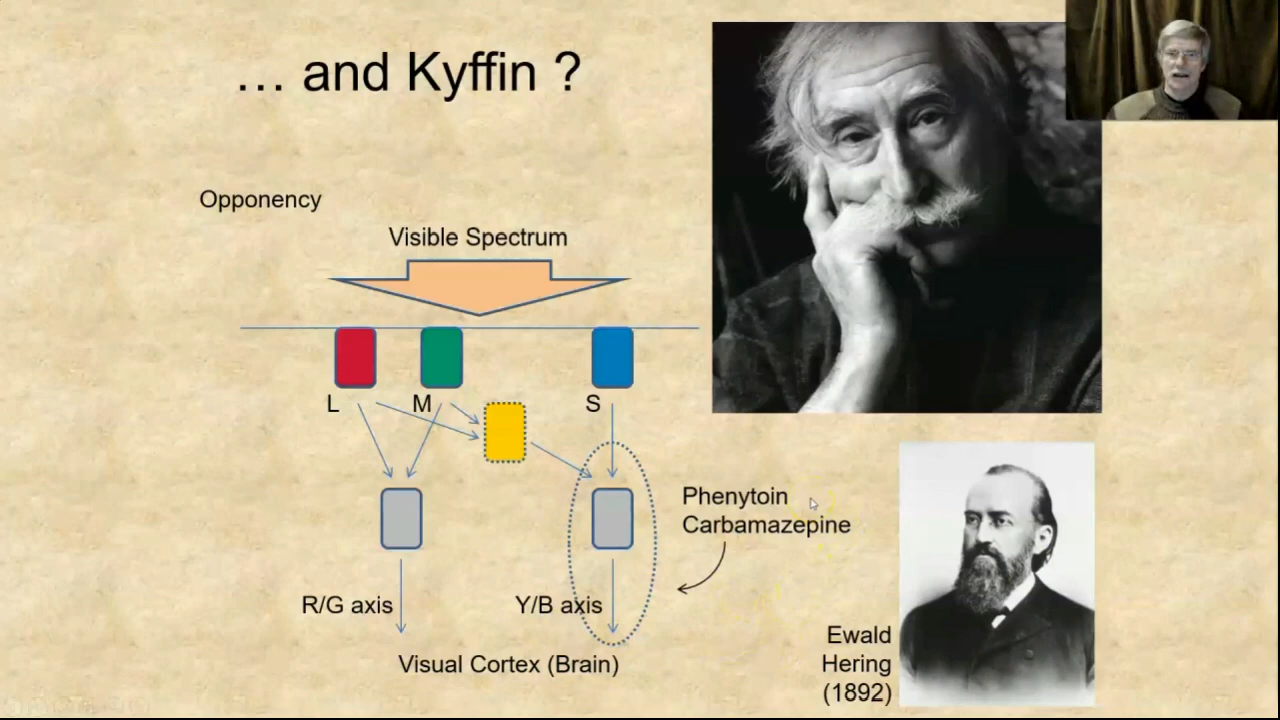 … and Kyffin ?
Opponency
Visible Spectrum
L
M
S
Phenytoin
Carbamazepine
R/G axis
Y/B axis
Visual Cortex (Brain)
Ewald
Hering
(1892)